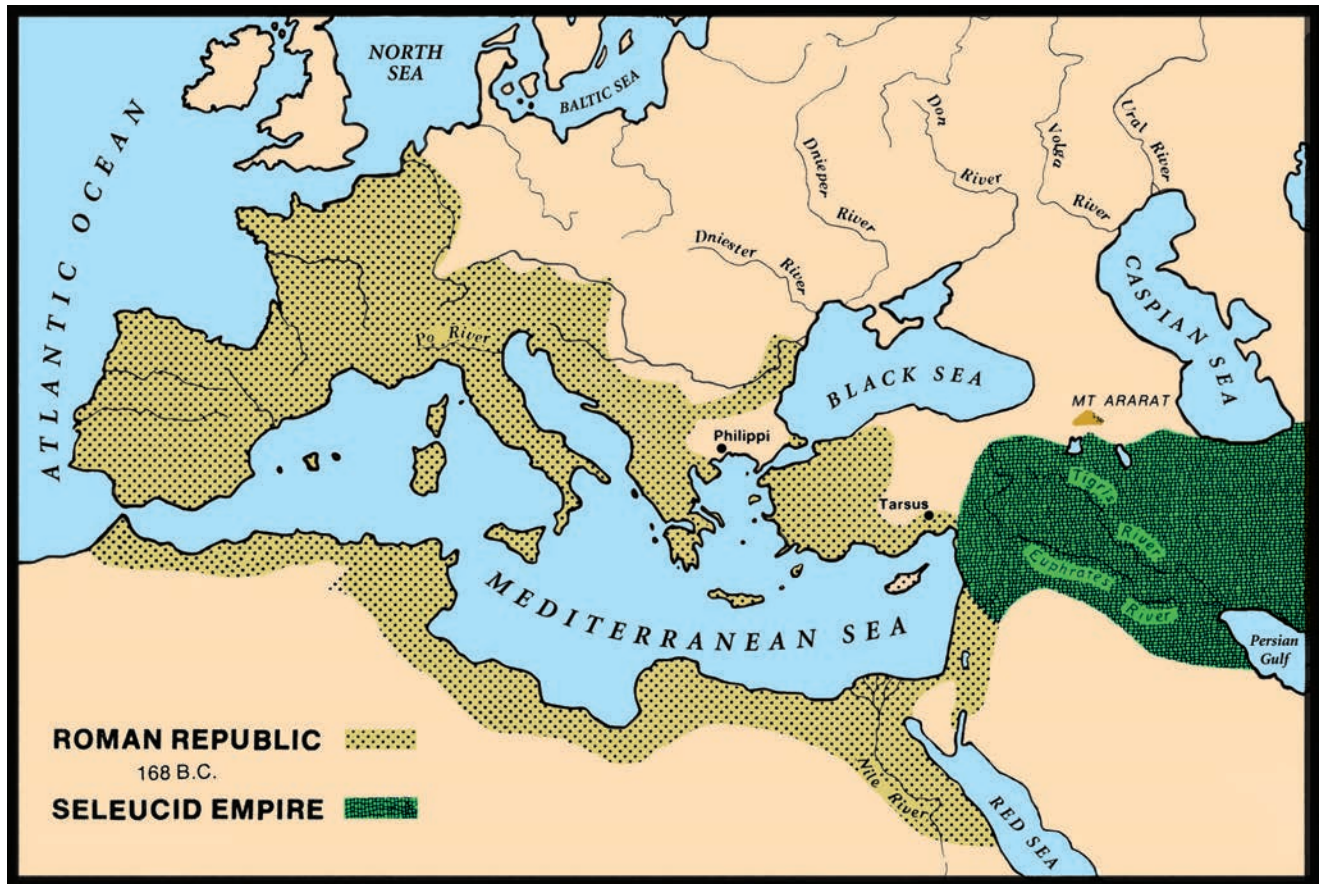 NORTH
SEA
BALTIC SEA
ATLANTIC OCEAN
Don
River
Volga
River
Ural River
Dnieper
River
Dniester
River
CASPIAN SEA
Po River
BLACK SEA
MT ARARAT
Philippi
Tarsus
Tigris
River
Euphrates
River
MEDITERRANEAN SEA
Persian
Gulf
ROMAN REPUBLIC
168 B.C.
SELEUCID EMPIRE
Nile River
RED SEA